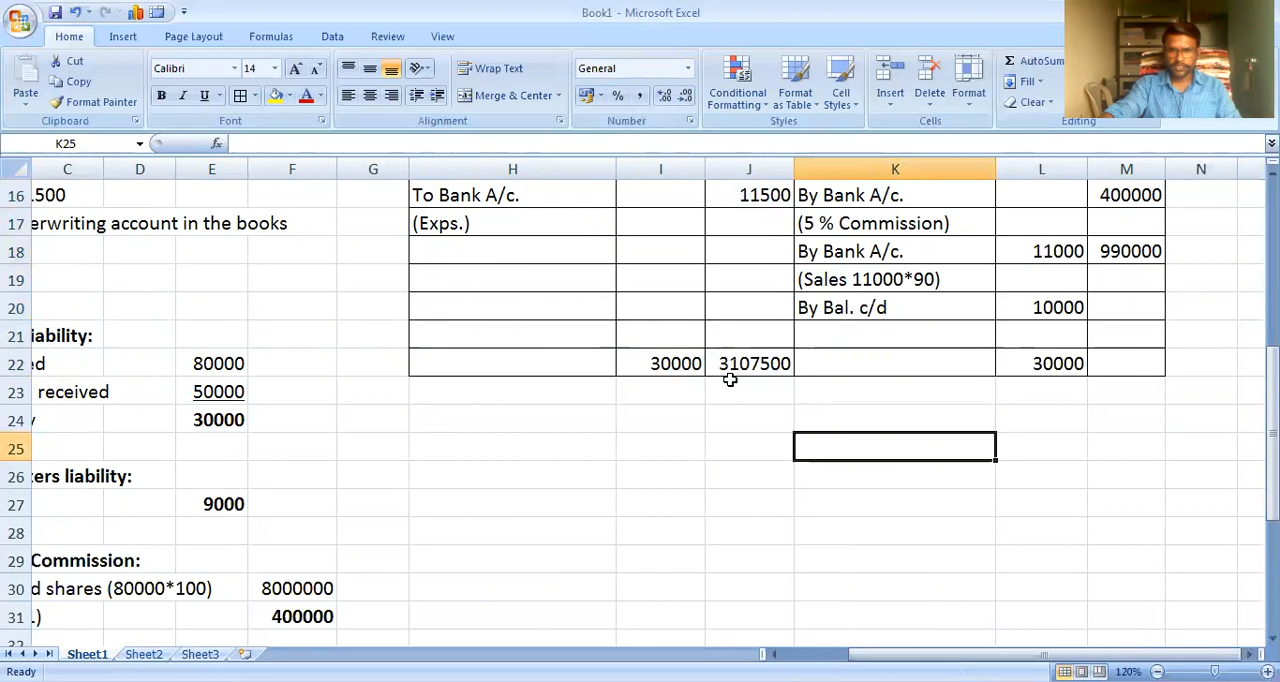 Book1 - Microsoft Excel
Home Insert Page Layout Formulas Data Review View
Paste
Cut
Copy
Format Painter
Clipboard
Calibri 14
B I U
Font
Wrap Text
Merge & Center
Alignment
General
Number
Conditional Formatting
Format as Table
Cell Styles
Styles
Insert Delete Format
Cells
Σ AutoSum
Fill
Clear
Editing
K25 fx
C D E F G H I J K L M N
16 .500 To Bank A/c. 11500 By Bank A/c. 400000
17 erwriting account in the books (Exps.) (5 % Commission)
18 By Bank A/c. 11000 990000
19 (Sales 11000*90)
20 By Bal. c/d 10000
21 iability:
22 ed 80000 30000 3107500 30000
23 received 50000
24 y 30000
25
26 ters liability:
27 9000
28
29 Commission:
30 d shares (80000*100) 8000000
31 .) 400000
32
Sheet1 Sheet2 Sheet3
Ready 120%